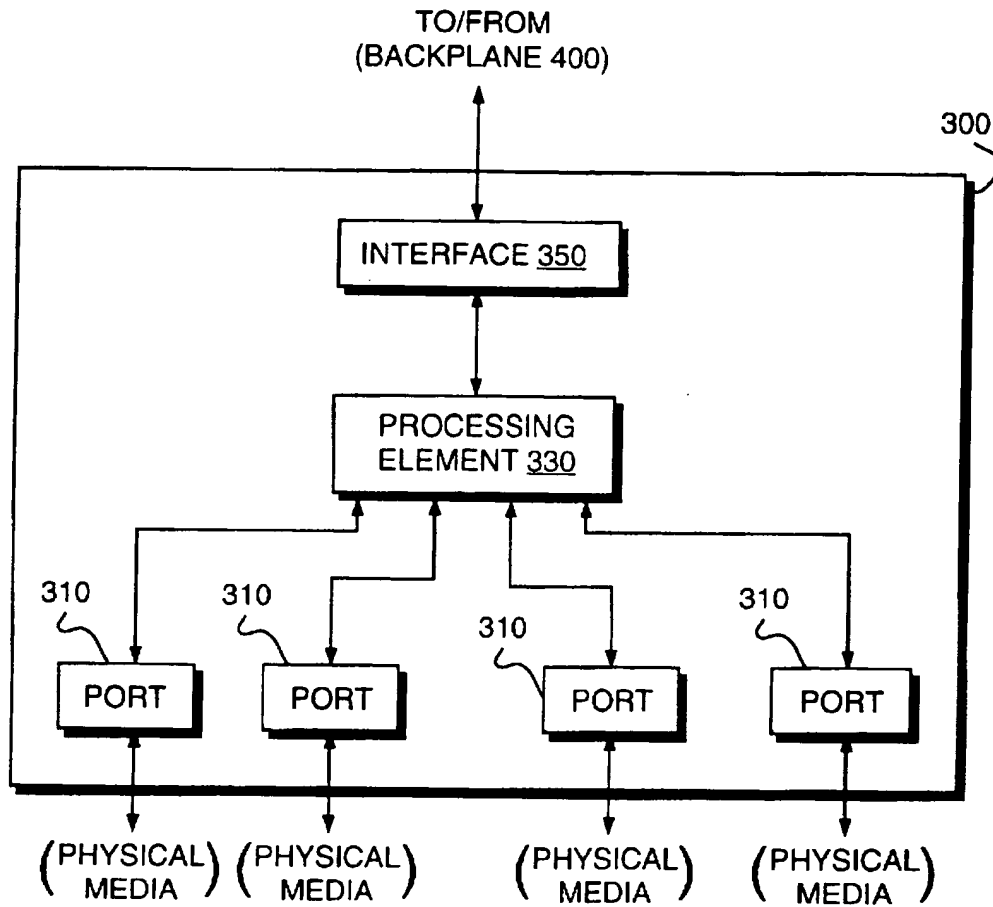 TO/FROM
(BACKPLANE 400)
300
INTERFACE 350
PROCESSING
ELEMENT 330
310
310
310
310
PORT
PORT
PORT
PORT
(PHYSICAL MEDIA)
(PHYSICAL MEDIA)
(PHYSICAL MEDIA)
(PHYSICAL MEDIA)